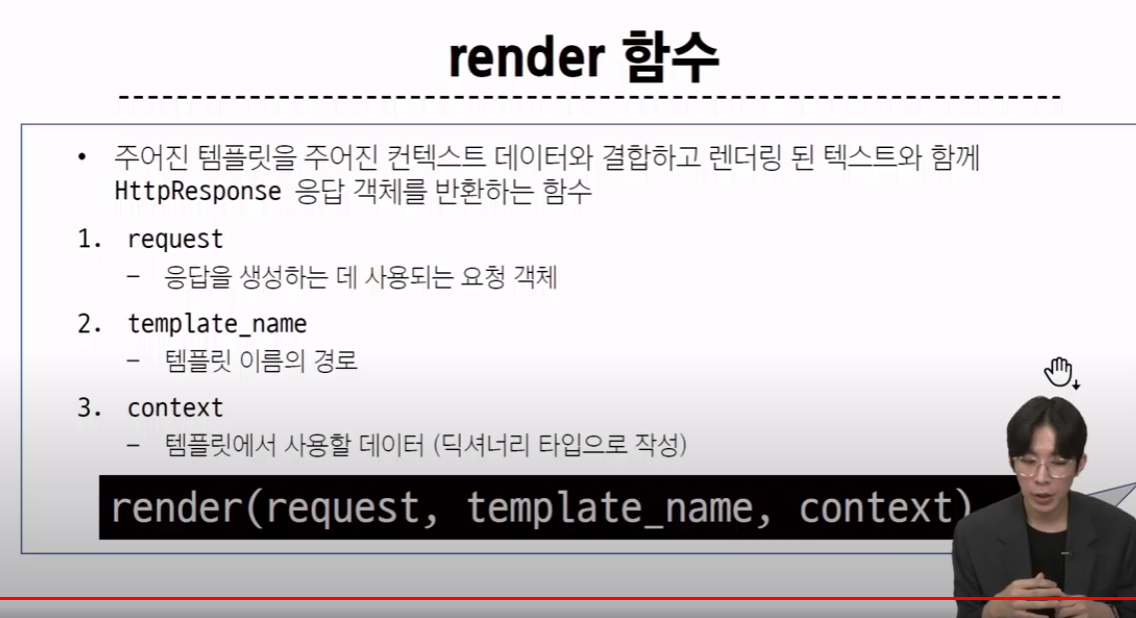 render 함수
• 주어진 템플릿을 주어진 컨텍스트 데이터와 결합하고 렌더링 된 텍스트와 함께
HttpResponse 응답 객체를 반환하는 함수
1. request
– 응답을 생성하는 데 사용되는 요청 객체
2. template_name
– 템플릿 이름의 경로
3. context
– 템플릿에서 사용할 데이터 (딕셔너리 타입으로 작성)
render(request, template_name, context)